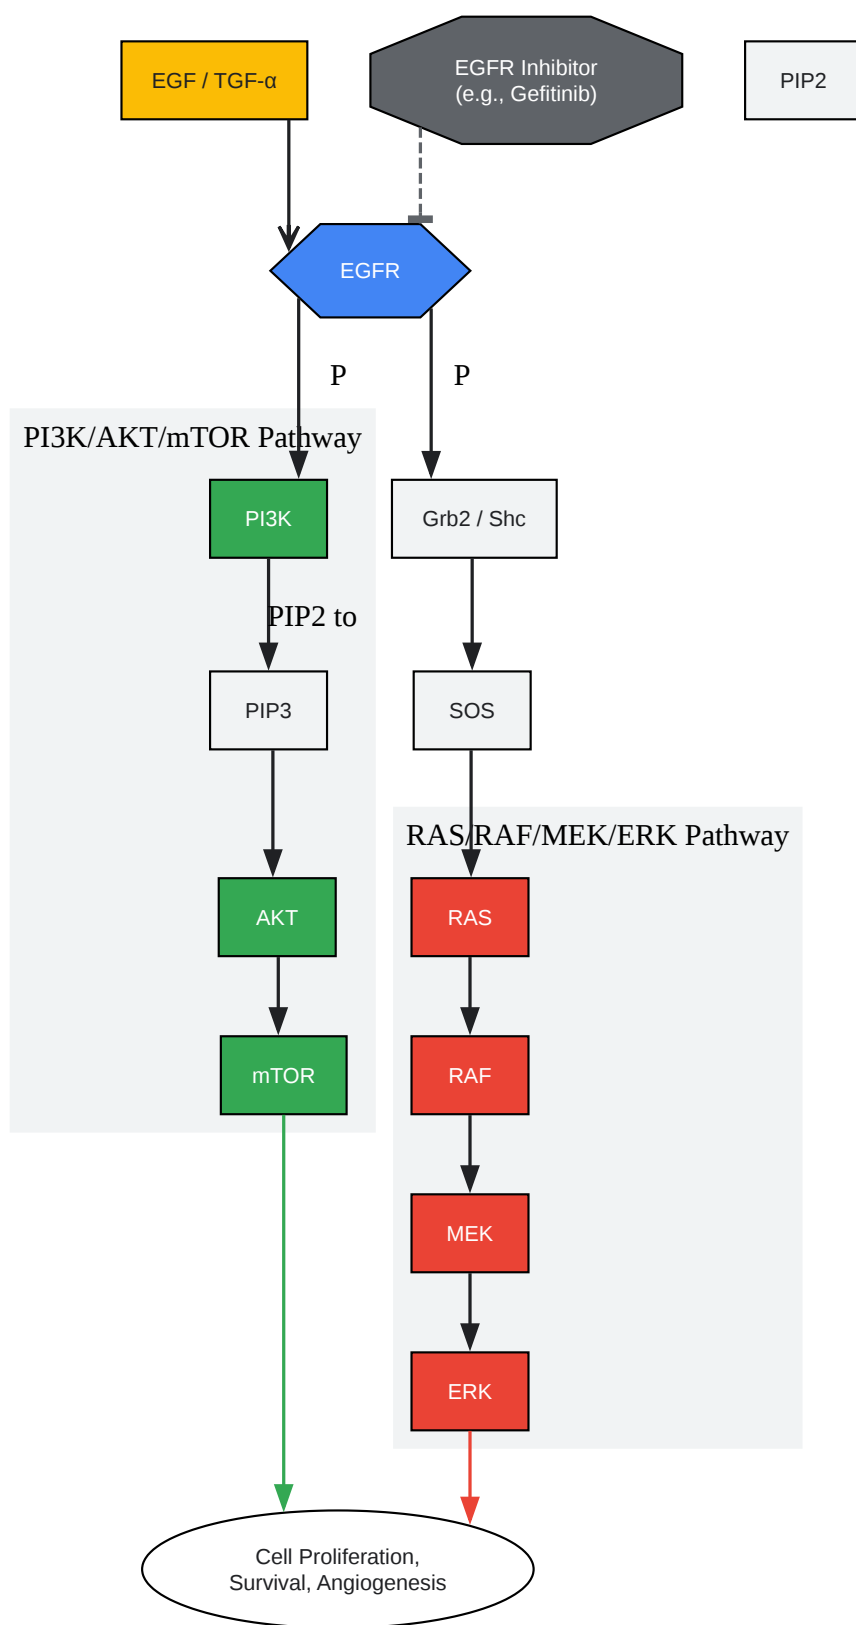 EGF / TGF-α
EGFR Inhibitor
(e.g., Gefitinib)
PIP2
EGFR
P
P
PI3K/AKT/mTOR Pathway
PI3K
Grb2 / Shc
PIP2 to
PIP3
SOS
RAS/RAF/MEK/ERK Pathway
AKT
RAS
mTOR
RAF
MEK
ERK
Cell Proliferation,
Survival, Angiogenesis